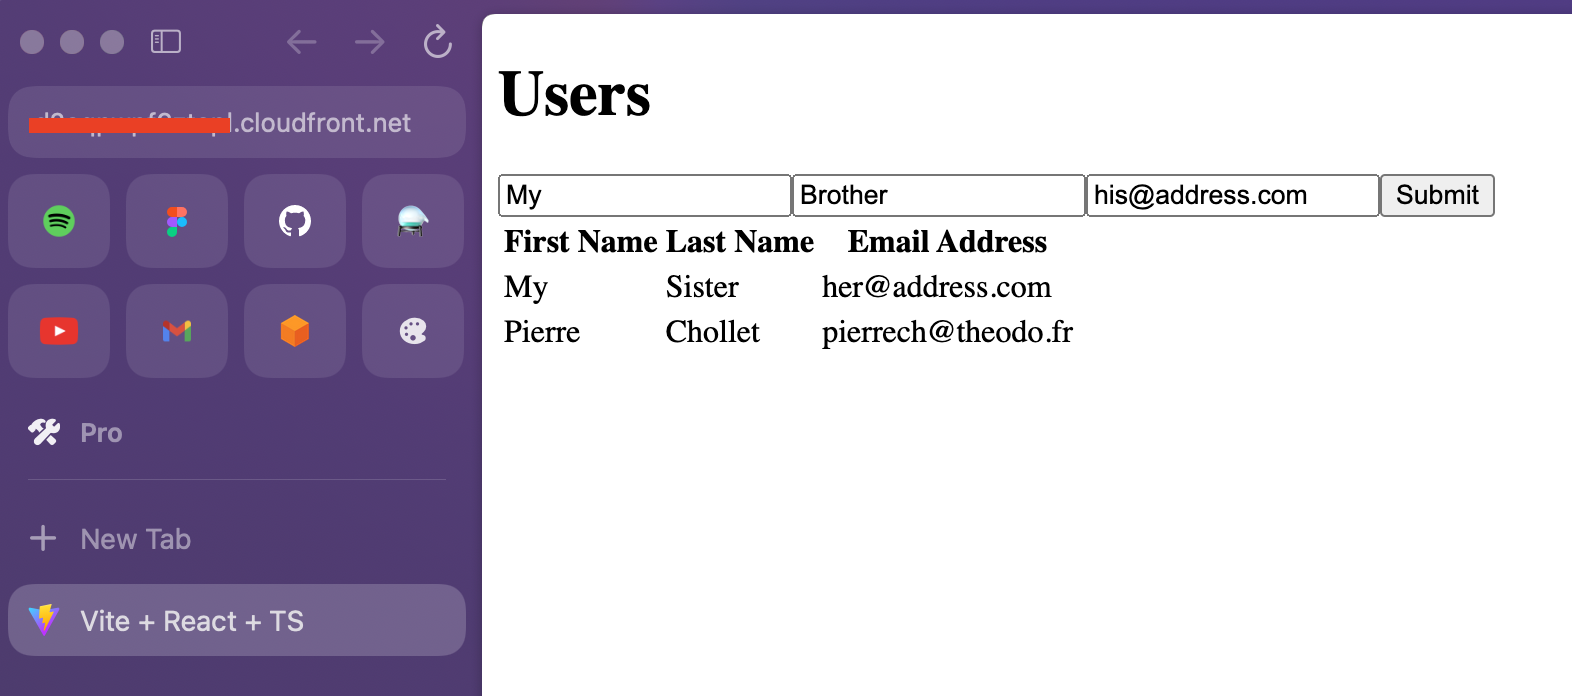 .cloudfront.net
Pro
New Tab
Vite + React + TS
Users
My Brother his@address.com Submit
First Name Last Name Email Address
My Sister her@address.com
Pierre Chollet pierrech@theodo.fr